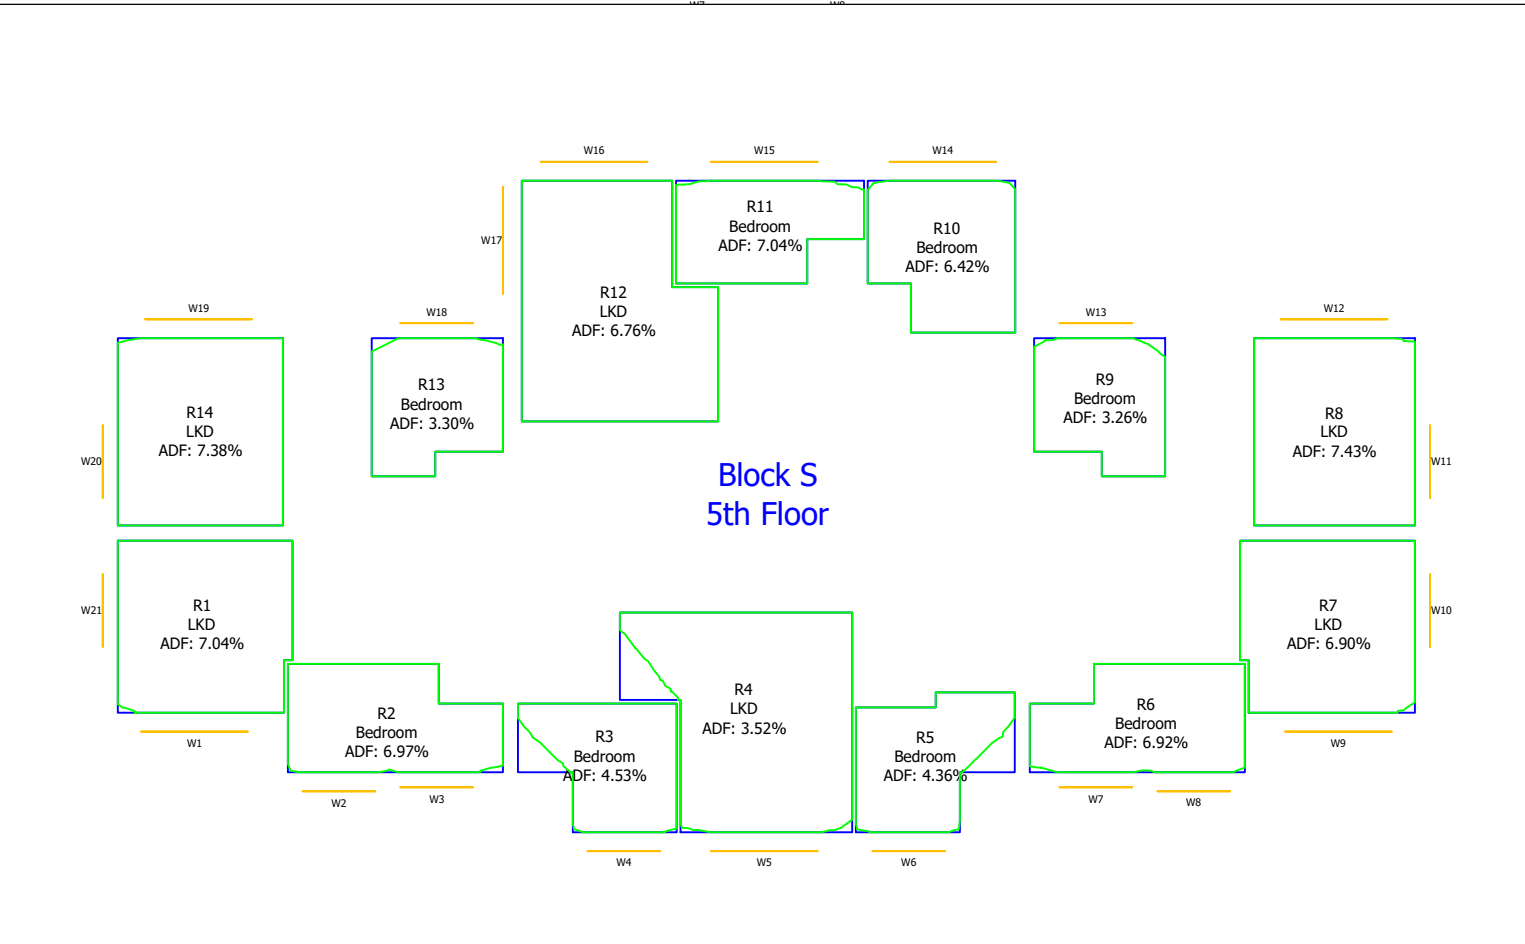 W16
W15
W14
R11
Bedroom
ADF: 7.04%
R10
Bedroom
ADF: 6.42%
W17
R12
LKD
ADF: 6.76%
W19
W18
W13
W12
R13
Bedroom
ADF: 3.30%
R9
Bedroom
ADF: 3.26%
R14
LKD
ADF: 7.38%
R8
LKD
ADF: 7.43%
W20
W11
Block S
5th Floor
R1
LKD
ADF: 7.04%
R7
LKD
ADF: 6.90%
W21
W10
R4
LKD
ADF: 3.52%
R2
Bedroom
ADF: 6.97%
R6
Bedroom
ADF: 6.92%
R3
Bedroom
ADF: 4.53%
R5
Bedroom
ADF: 4.36%
W1
W9
W2
W3
W7
W8
W4
W5
W6